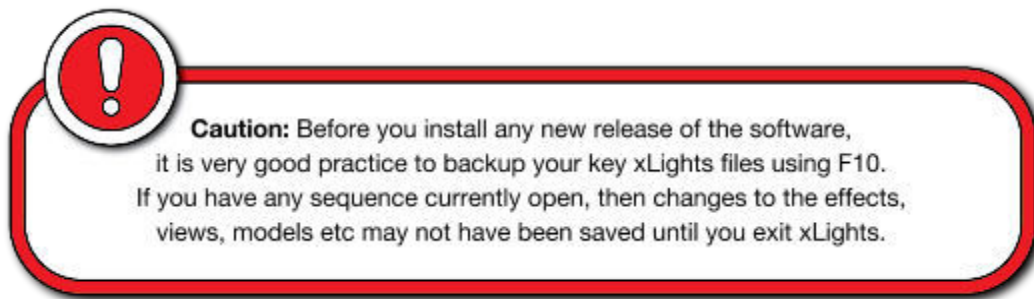 Caution: Before you install any new release of the software,
it is very good practice to backup your key xLights files using F10.
If you have any sequence currently open, then changes to the effects,
views, models etc may not have been saved until you exit xLights.